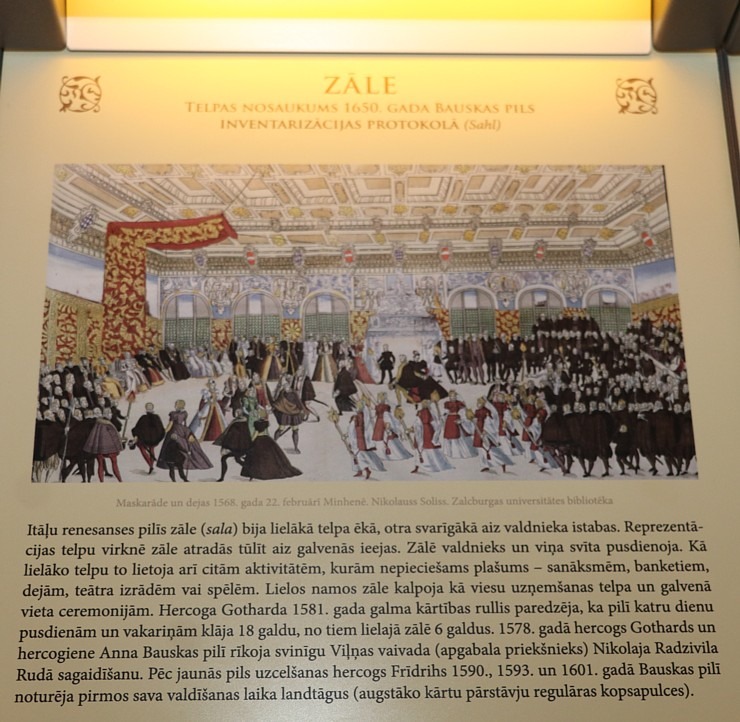 ZĀLE
TELPAS NOSAUKUMS 1650. GADA BAUSKAS PILS
INVENTARIZĀCIJAS PROTOKOLĀ (Sahl)
Maskarāde un dejas 1568. gada 22. februārī Minhenē. Nikolauss Soliss. Zalcburgas universitātes bibliotēka
Itāļu renesanses pilīs zāle (sala) bija lielākā telpa ēkā, otra svarīgākā aiz valdnieka istabas. Reprezentā-
cijas telpu virknē zāle atradās tūlīt aiz galvenās ieejas. Zālē valdnieks un viņa svīta pusdienoja. Kā
lielāko telpu to lietoja arī citām aktivitātēm, kurām nepieciešams plašums – sanāksmēm, banketiem,
dejām, teātra izrādēm vai spēlēm. Lielos namos zāle kalpoja kā viesu uzņemšanas telpa un galvenā
vieta ceremonijām. Hercoga Gotharda 1581. gada galma kārtības rullis paredzēja, ka pilī katru dienu
pusdienām un vakariņām klāja 18 galdu, no tiem lielajā zālē 6 galdus. 1578. gadā hercogs Gothards un
hercogiene Anna Bauskas pilī rīkoja svinīgu Viļņas vaivada (apgabala priekšnieks) Nikolaja Radzivila
Rudā sagaidīšanu. Pēc jaunās pils uzcelšanas hercogs Frīdrihs 1590., 1593. un 1601. gadā Bauskas pilī
noturēja pirmos sava valdīšanas laika landtāgus (augstāko kārtu pārstāvju regulāras kopsapulces).